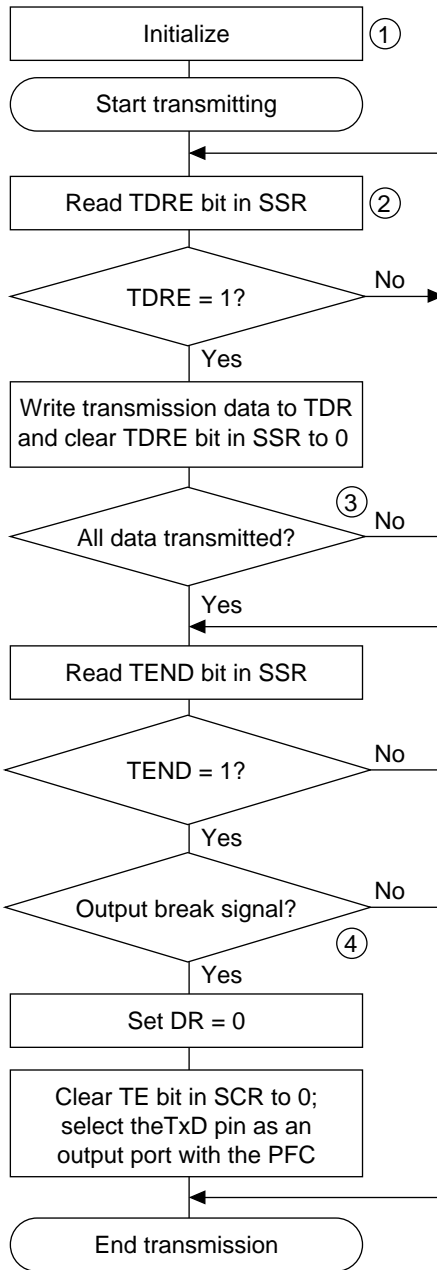 Initialize
①
Start transmitting
Read TDRE bit in SSR
②
TDRE = 1?
No
Yes
Write transmission data to TDR
and clear TDRE bit in SSR to 0
③
All data transmitted?
No
Yes
Read TEND bit in SSR
TEND = 1?
No
Yes
Output break signal?
No
④
Yes
Set DR = 0
Clear TE bit in SCR to 0;
select theTxD pin as an
output port with the PFC
End transmission